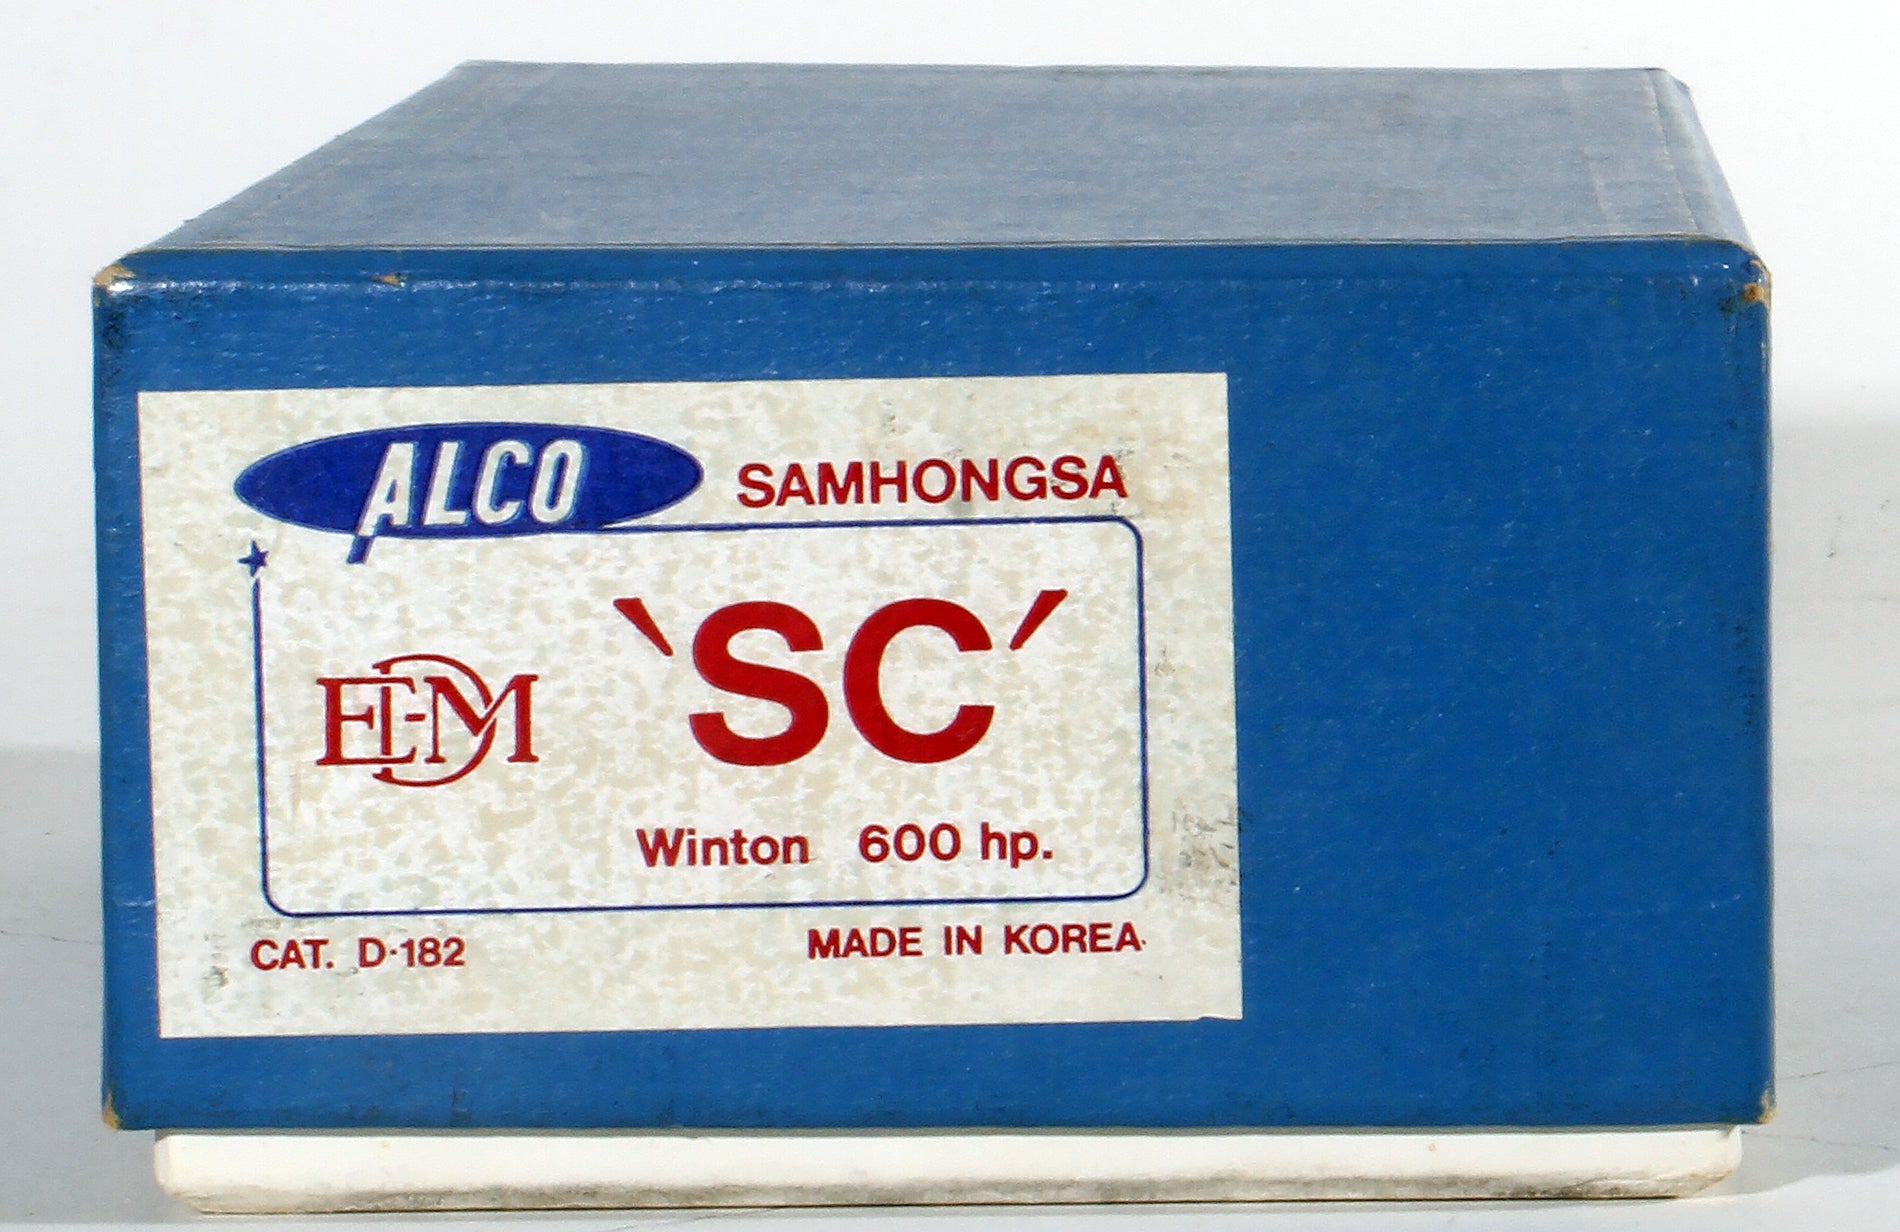 ALCO SAMHONGSA
EMD 'SC'
Winton 600 hp.
CAT. D-182 MADE IN KOREA